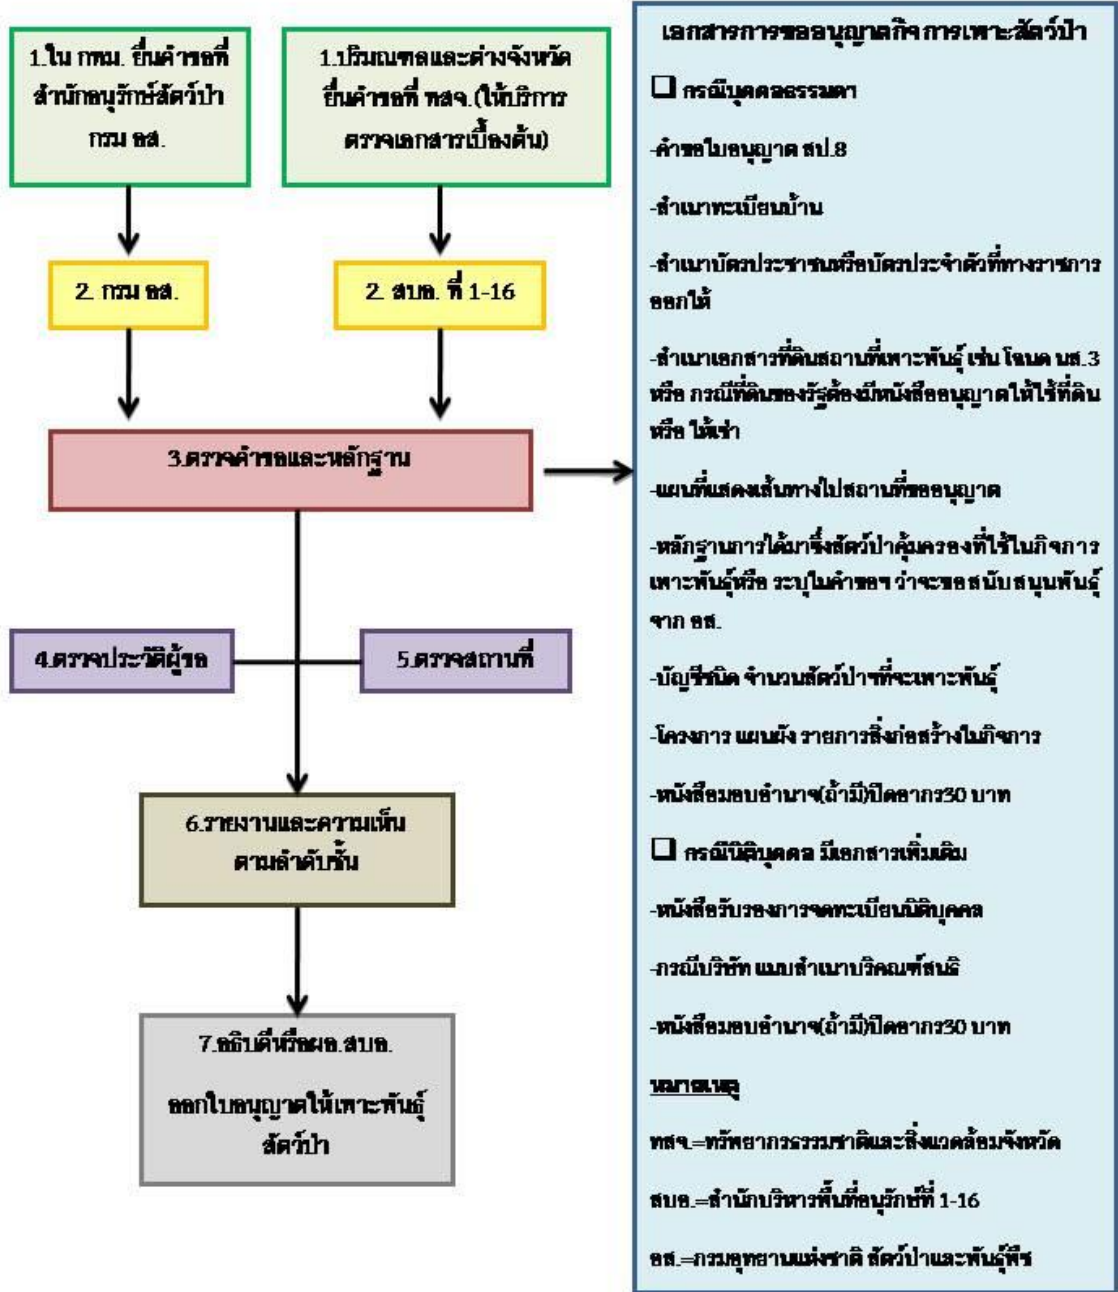 1.ใน กทม. ยื่นคำขอที่
สำนักอนุรักษ์สัตว์ป่า
กรม อส.
1.ปริมณฑลและต่างจังหวัด
ยื่นคำขอที่ ทสจ.(ให้บริการ
ตรวจเอกสารเบื้องต้น)
2. กรม อส.
2. สบอ. ที่ 1-16
3.ตรวจคำขอและหลักฐาน
4.ตรวจประวัติผู้ขอ
5.ตรวจสถานที่
6.รายงานและความเห็น
ตามลำดับชั้น
7.อธิบดีหรือผอ.สบอ.
ออกใบอนุญาตให้เพาะพันธุ์
สัตว์ป่า
เอกสารการขออนุญาตกิจการเพาะสัตว์ป่า
❑ กรณีบุคคลธรรมดา
-คำขอใบอนุญาต สป.8
-สำเนาทะเบียนบ้าน
-สำเนาบัตรประชาชนหรือบัตรประจำตัวที่ทางราชการ
ออกให้
-สำเนาเอกสารที่ดินสถานที่เพาะพันธุ์ เช่น โฉนด นส.3
หรือ กรณีที่ดินของรัฐต้องมีหนังสืออนุญาตให้ใช้ที่ดิน
หรือ ให้เช่า
-แผนที่แสดงเส้นทางไปสถานที่ขออนุญาต
-หลักฐานการได้มาซึ่งสัตว์ป่าคุ้มครองที่ใช้ในกิจการ
เพาะพันธุ์หรือ ระบุในคำขอฯ ว่าจะขอสนับสนุนพันธุ์
จาก อส.
-บัญชีชนิด จำนวนสัตว์ป่าฯที่จะเพาะพันธุ์
-โครงการ แผนผัง รายการสิ่งก่อสร้างในกิจการ
-หนังสือมอบอำนาจ(ถ้ามี)ปิดอากร30 บาท
❑ กรณีนิติบุคคล มีเอกสารเพิ่มเติม
-หนังสือรับรองการจดทะเบียนนิติบุคคล
-กรณีบริษัท แนบสำเนาบริคณฑ์สนธิ
-หนังสือมอบอำนาจ(ถ้ามี)ปิดอากร30 บาท
หมายเหตุ
ทสจ.=ทรัพยากรธรรมชาติและสิ่งแวดล้อมจังหวัด
สบอ.=สำนักบริหารพื้นที่อนุรักษ์ที่ 1-16
อส.=กรมอุทยานแห่งชาติ สัตว์ป่าและพันธุ์พืช